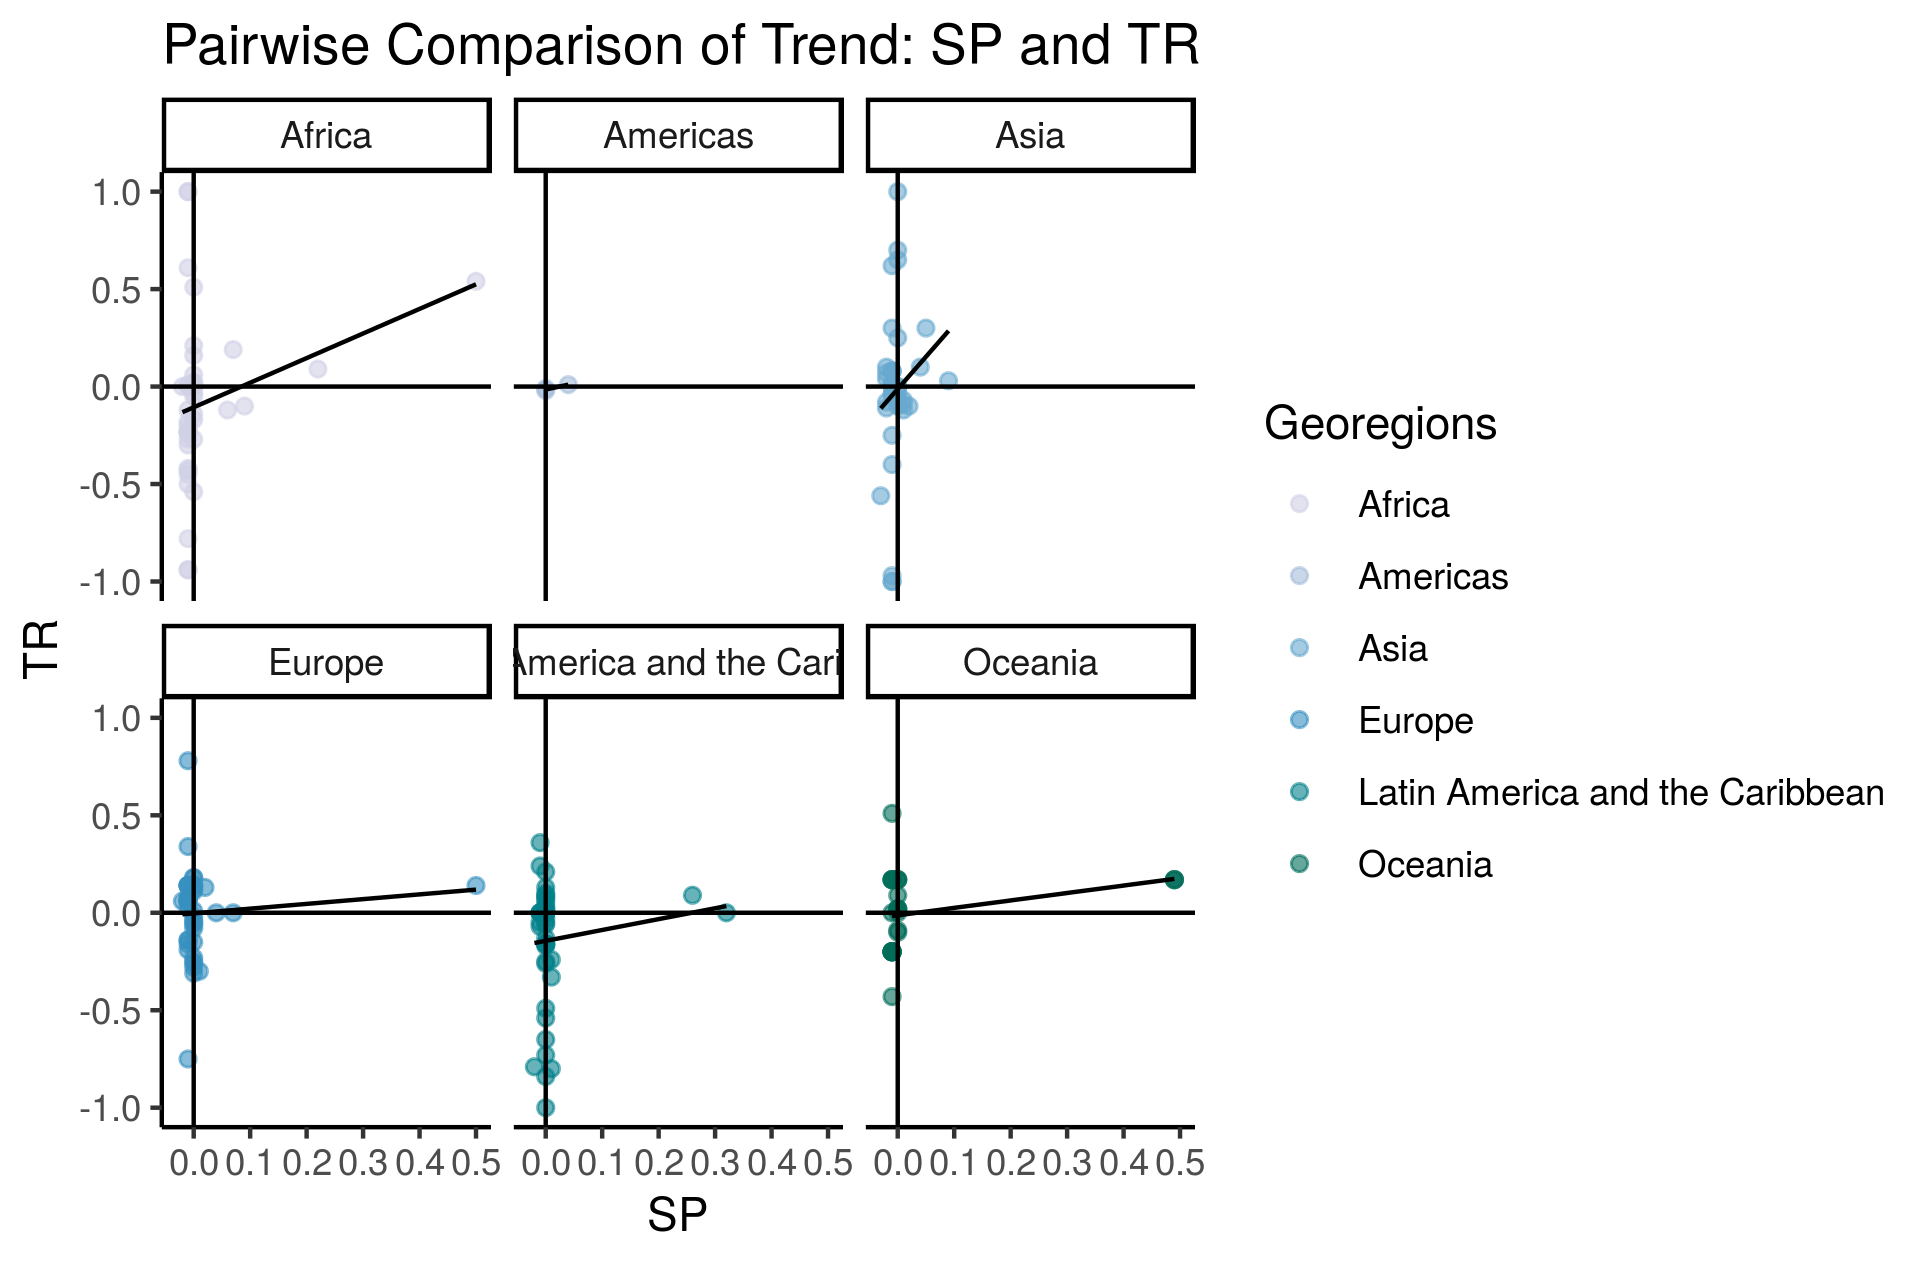 Pairwise Comparison of Trend: SP and TR
Africa
Americas
Asia
1.0
0.5
0.0
-0.5
-1.0
TR
Europe
America and the Cari
Oceania
1.0
0.5
0.0
-0.5
-1.0
0.0 0.1 0.2 0.3 0.4 0.5
0.0 0.1 0.2 0.3 0.4 0.5
0.0 0.1 0.2 0.3 0.4 0.5
SP
Georegions
Africa
Americas
Asia
Europe
Latin America and the Caribbean
Oceania